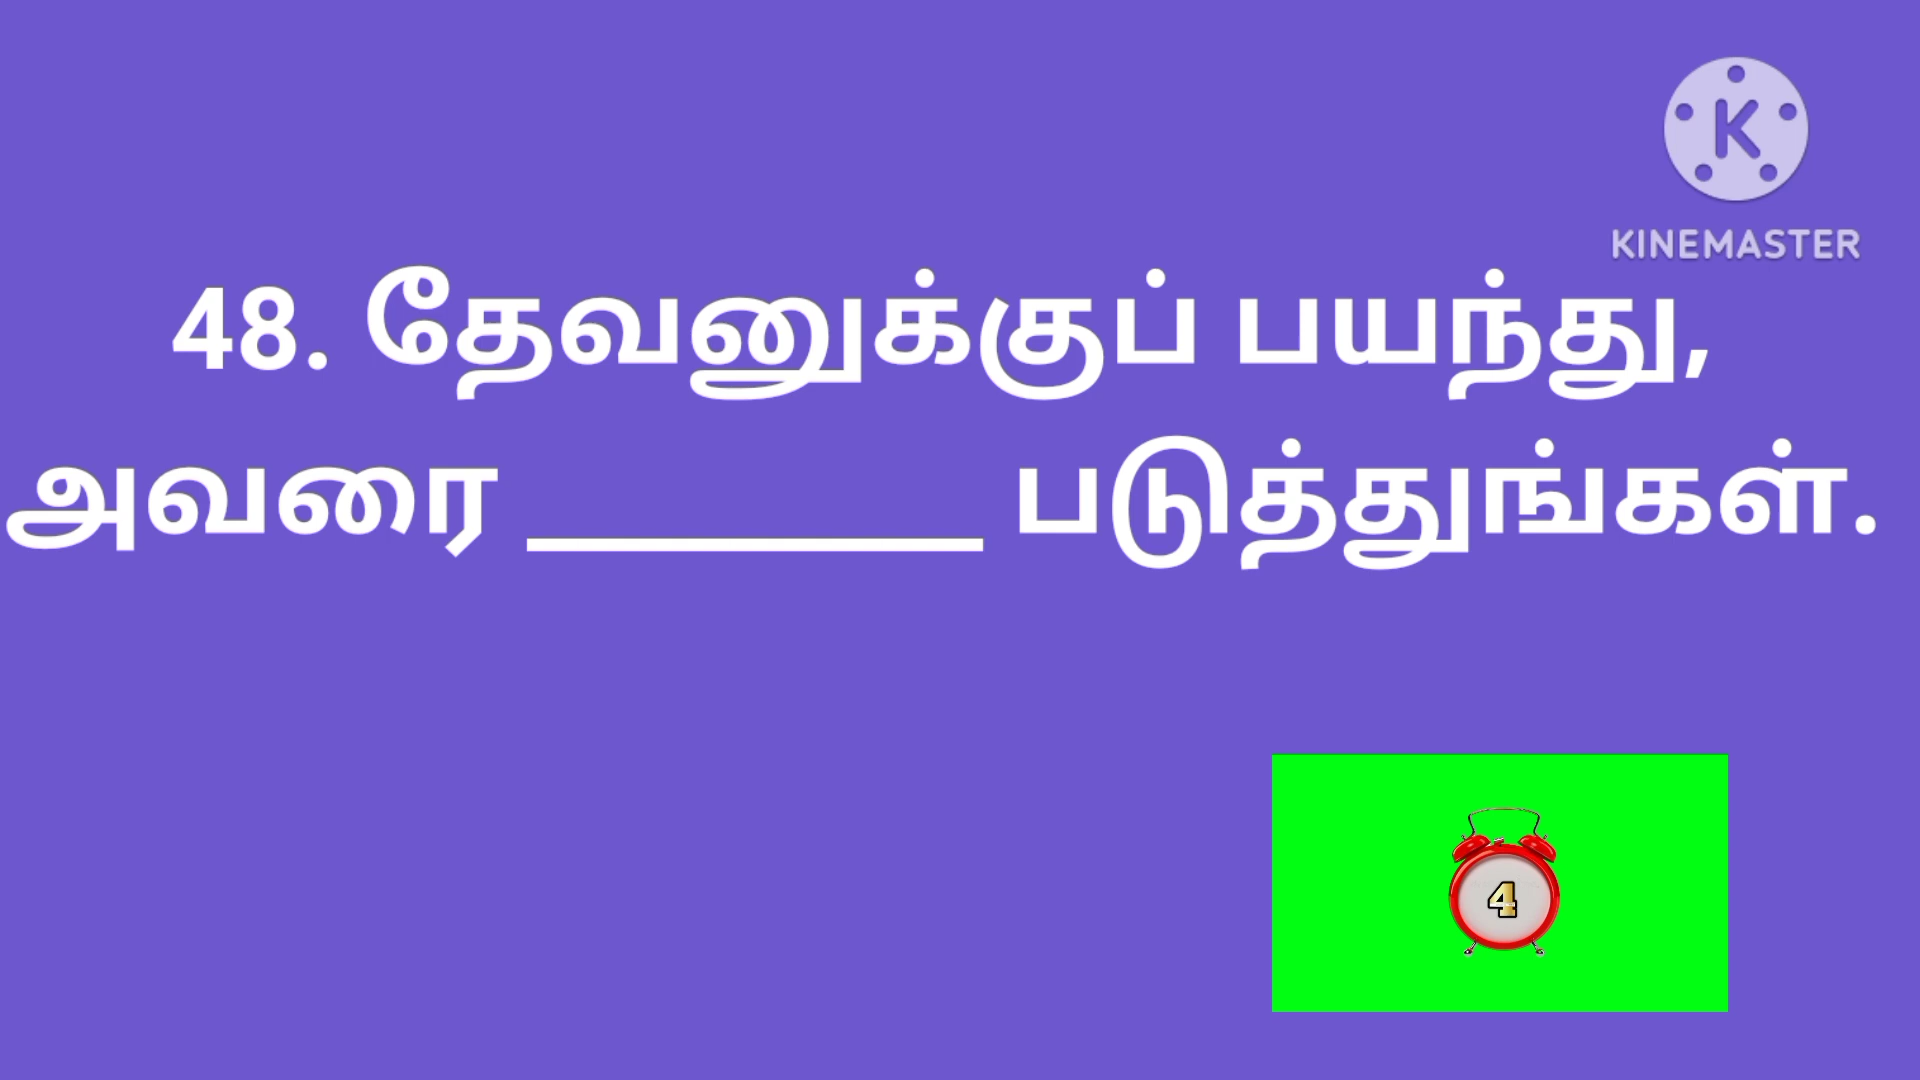 KINEMASTER
48. தேவனுக்குப் பயந்து,
அவரை ________ படுத்துங்கள்.
4